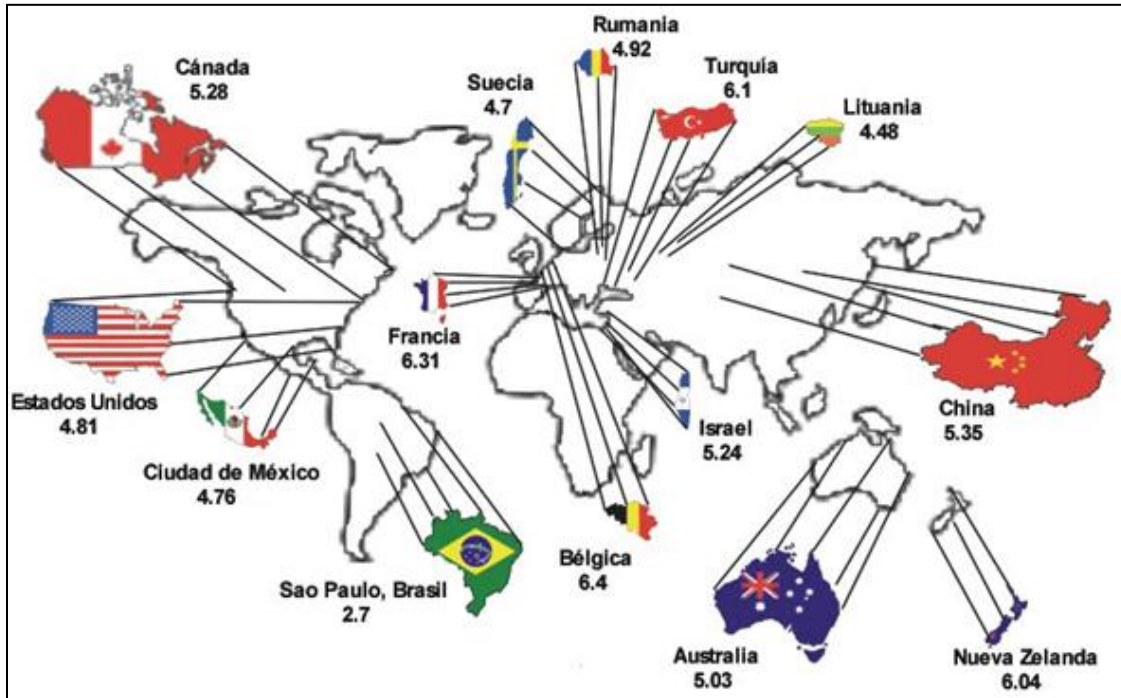 Rumania
4.92
Cánada
5.28
Suecia
4.7
Turquía
6.1
Lituania
4.48
Francia
6.31
Estados Unidos
4.81
Ciudad de México
4.76
Israel
5.24
China
5.35
Sao Paulo, Brasil
2.7
Bélgica
6.4
Australia
5.03
Nueva Zelanda
6.04